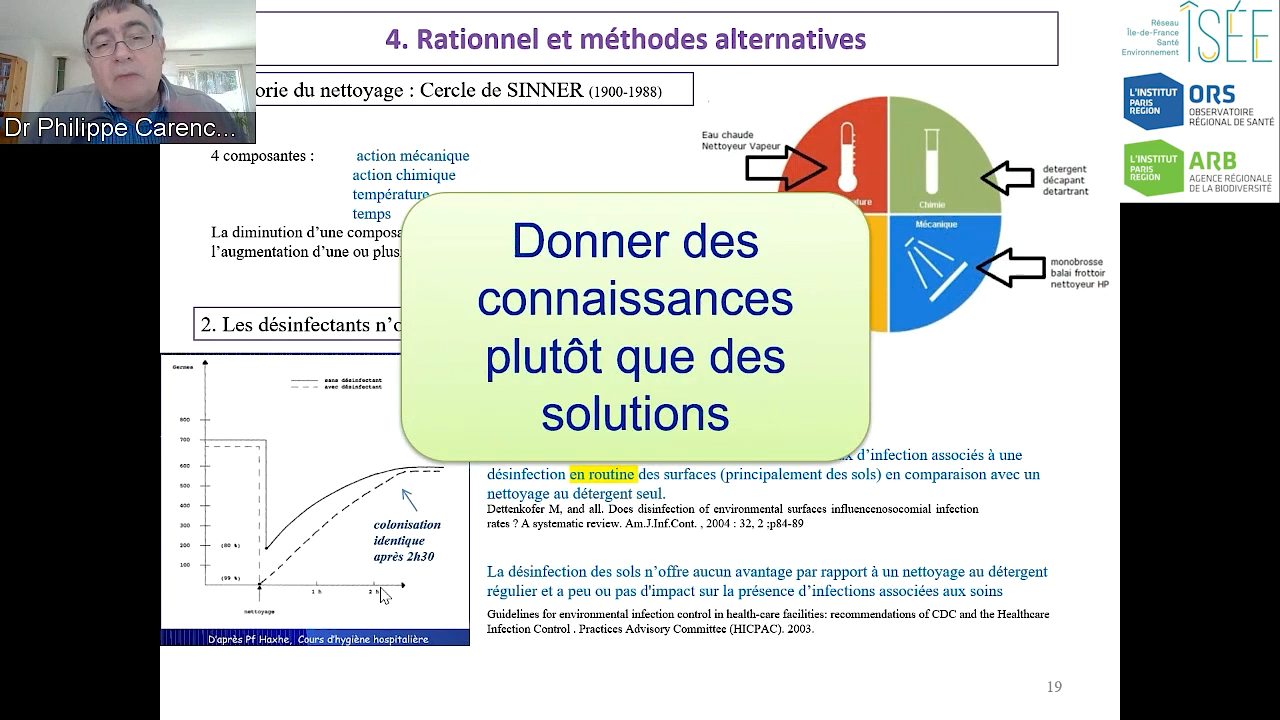 4. Rationnel et méthodes alternatives
Réseau
Île-de-France
Santé
Environnement
ÎSÉE
L'INSTITUT
PARIS
REGION
ORS
OBSERVATOIRE
RÉGIONAL DE SANTÉ
L'INSTITUT
PARIS
REGION
ARB
AGENCE RÉGIONALE
DE LA BIODIVERSITÉ
Dr Philippe Carenc...
orie du nettoyage : Cercle de SINNER (1900-1988)
4 composantes :
action mécanique
action chimique
température
temps
La diminution d’une composa
l’augmentation d’une ou plus
Eau chaude
Nettoyeur Vapeur
ature
Chimie
Mécanique
detergent
décapant
detartrant
monobrosse
balai frottoir
nettoyeur HP
Donner des
connaissances
plutôt que des
solutions
2. Les désinfectants n’o
Germes
sans désinfectant
avec désinfectant
800
700
600
500
400
300
200
100
(80 %)
(99 %)
1 h
2 h
nettoyage
colonisation
identique
après 2h30
D’après Pf Haxhe, Cours d’hygiène hospitalière
x d’infection associés à une
désinfection en routine des surfaces (principalement des sols) en comparaison avec un
nettoyage au détergent seul.
Dettenkofer M, and all. Does disinfection of environmental surfaces influencenosocomial infection
rates ? A systematic review. Am.J.Inf.Cont. , 2004 : 32, 2 ;p84-89
La désinfection des sols n’offre aucun avantage par rapport à un nettoyage au détergent
régulier et a peu ou pas d'impact sur la présence d’infections associées aux soins
Guidelines for environmental infection control in health-care facilities: recommendations of CDC and the Healthcare
Infection Control . Practices Advisory Committee (HICPAC). 2003.
19